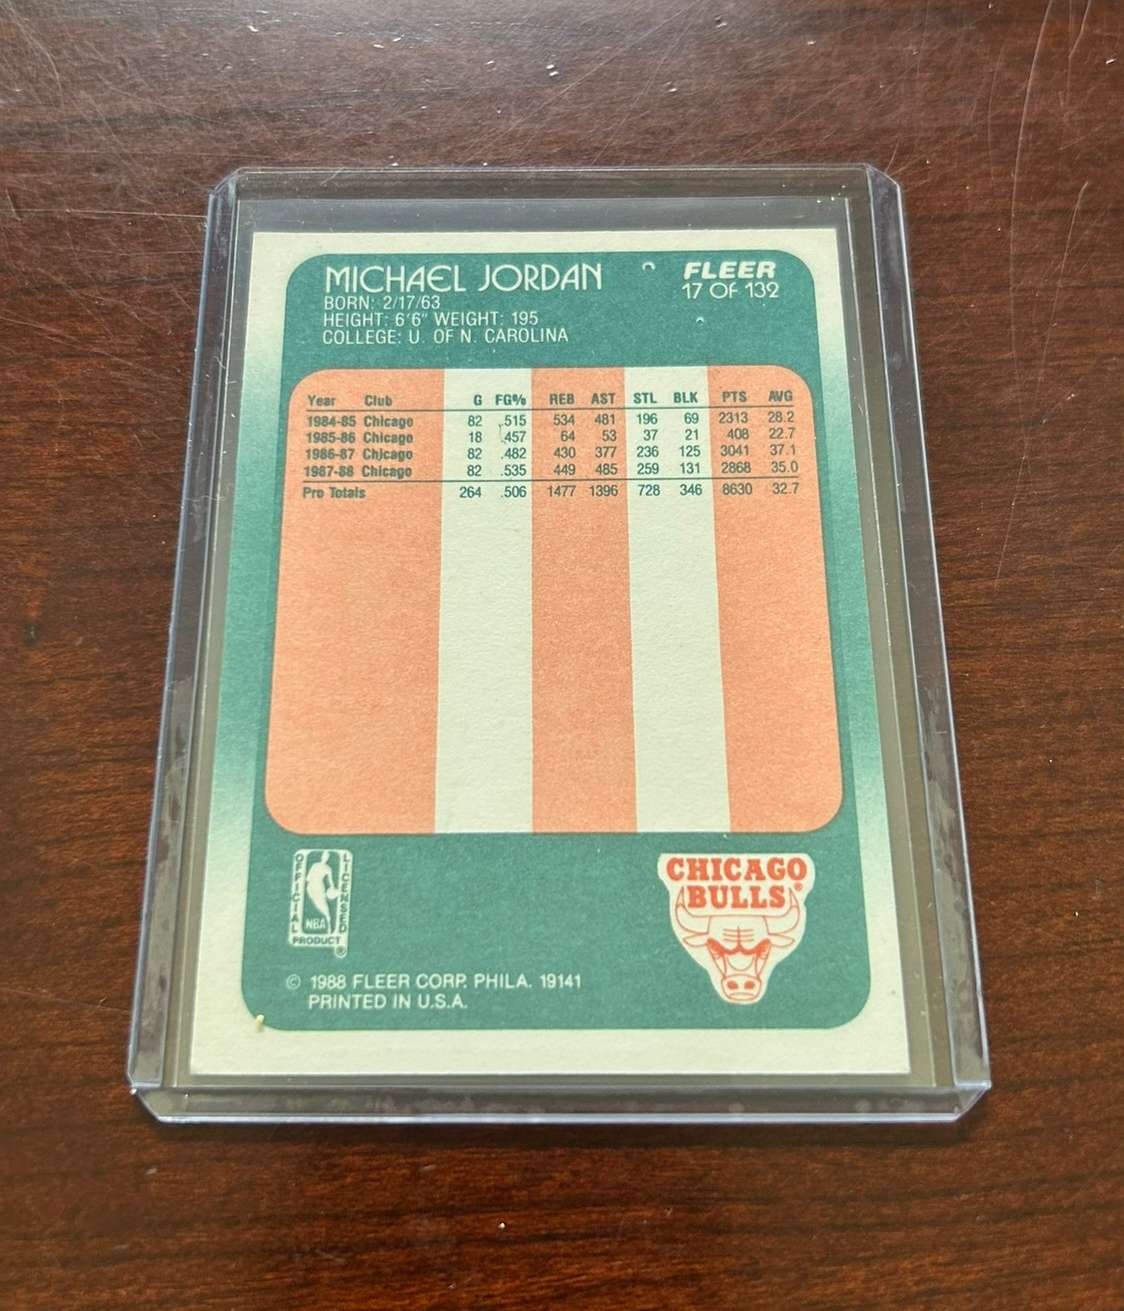 MICHAEL JORDAN FLEER
BORN: 2/17/63 17 OF 132
HEIGHT: 6'6" WEIGHT: 195
COLLEGE: U. OF N. CAROLINA
Year Club G FG% REB AST STL BLK PTS AVG
1984-85 Chicago 82 .515 534 481 196 69 2313 28.2
1985-86 Chicago 18 .457 64 53 37 21 408 22.7
1986-87 Chicago 82 .482 430 377 236 125 3041 37.1
1987-88 Chicago 82 .535 449 485 259 131 2868 35.0
Pro Totals 264 .506 1477 1396 728 346 8630 32.7
OFFICIAL LICENSED
NBA
PRODUCT ®
CHICAGO
BULLS ®
© 1988 FLEER CORP. PHILA. 19141
PRINTED IN U.S.A.